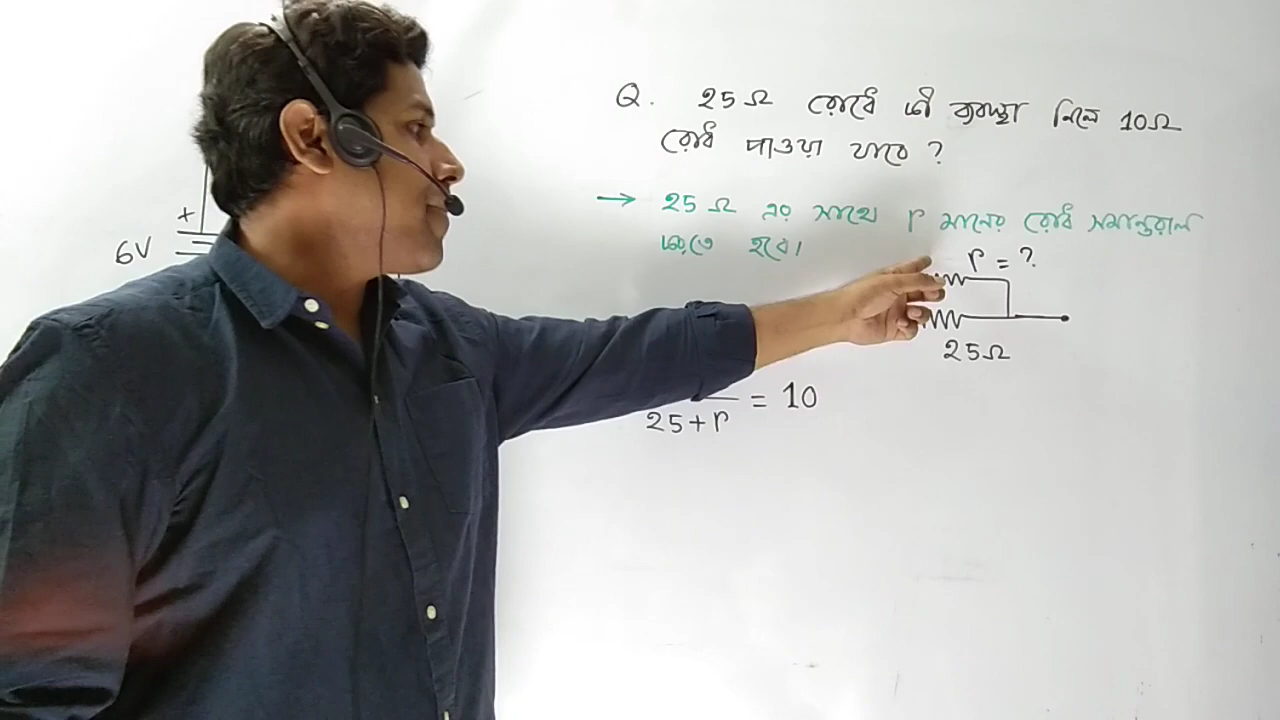 Q. 25Ω রোধে কী ব্যবস্থা নিলে 10Ω
রোধ পাওয়া যাবে ?
→ 25Ω এর সাথে r মানের রোধ সমান্তরাল
করতে হবে।
+
6V
r = ?
25Ω
25+r = 10